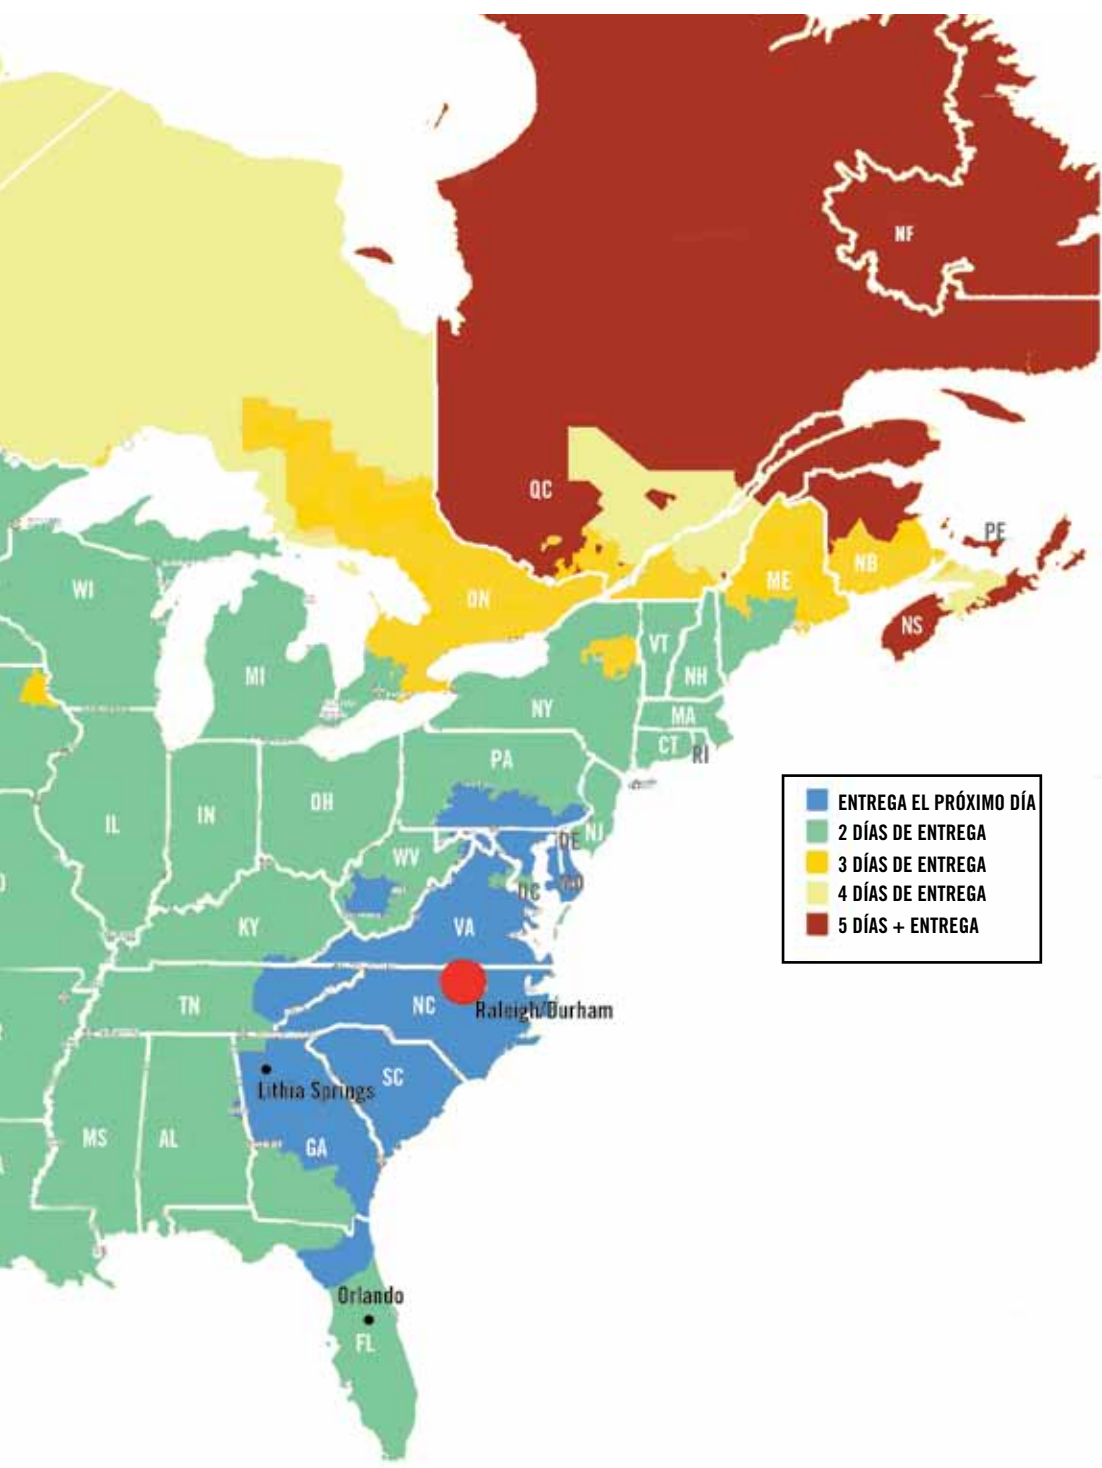 NF
QC
PE
WI
ON
ME
NB
NS
VT
MI
NH
NY
MA
CT
RI
PA
ENTREGA EL PRÓXIMO DÍA
2 DÍAS DE ENTREGA
3 DÍAS DE ENTREGA
4 DÍAS DE ENTREGA
5 DÍAS + ENTREGA
IL
IN
OH
NJ
DE
WV
DC
KY
VA
TN
NC
Raleigh/Durham
Lithia Springs
SC
MS
AL
GA
Orlando
FL